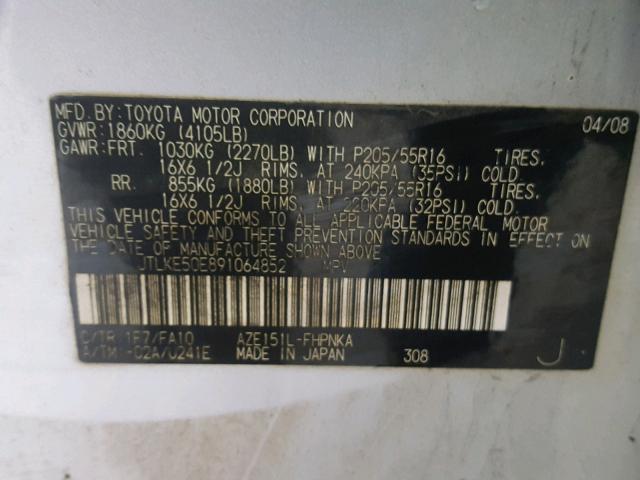 MFD.BY:TOYOTA MOTOR CORPORATION 04/08
GVWR:1860KG (4105LB)
GAWR:FRT. 1030KG (2270LB) WITH P205/55R16 TIRES,
16X6 1/2J RIMS, AT 240KPA (35PSI) COLD.
RR. 855KG (1880LB) WITH P205/55R16 TIRES,
16X6 1/2J RIMS, AT 220KPA (32PSI) COLD.
THIS VEHICLE CONFORMS TO ALL APPLICABLE FEDERAL MOTOR
VEHICLE SAFETY AND THEFT PREVENTION STANDARDS IN EFFECT ON
THE DATE OF MANUFACTURE SHOWN ABOVE.
JTLKE50E891064852 MPV
C/TR 1F7/FA10 AZE151L-FHPNKA
A/TM -02A/U241E MADE IN JAPAN 308 J